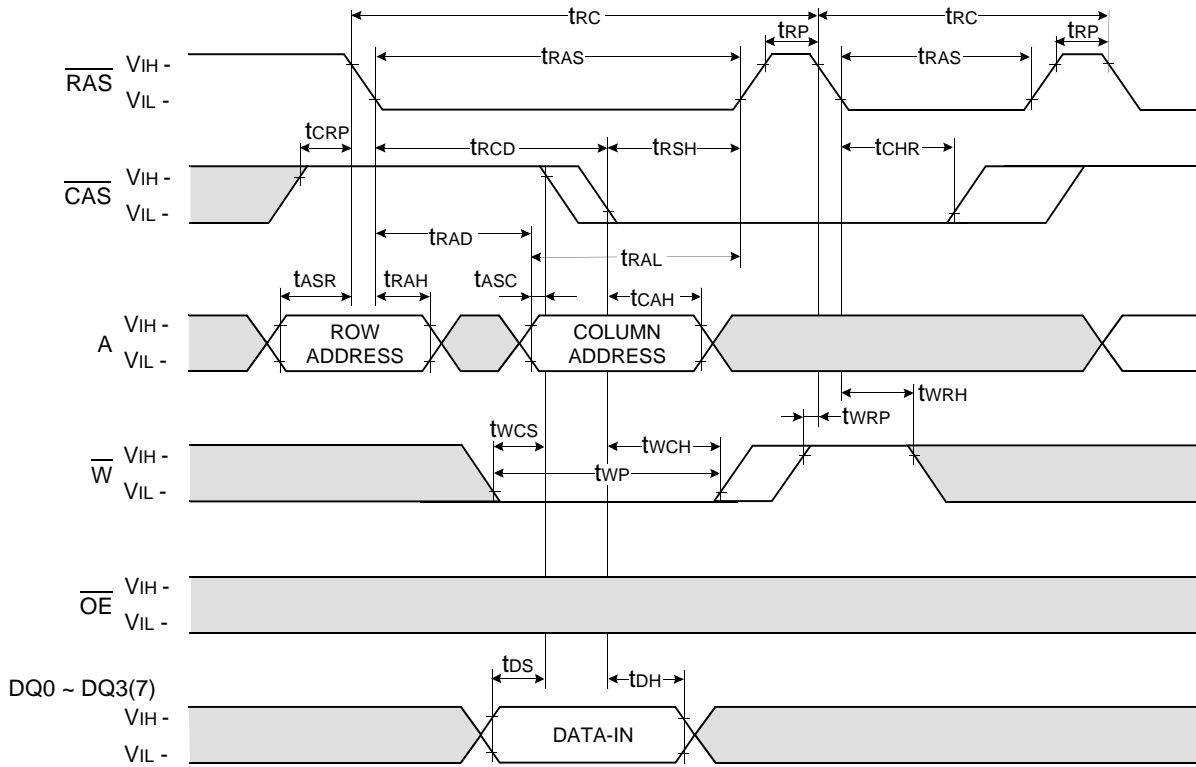 tRC tRC
tRP tRP
tRAS tRAS
RAS VIH -
VIL -
tCRP tRCD tRSH tCHR
CAS VIH -
VIL -
tRAD
tRAL
tASR tRAH tASC tCAH
A VIH -
VIL -
ROW ADDRESS
COLUMN ADDRESS
tWRH
tWRP
tWCS tWCH
tWP
W VIH -
VIL -
OE VIH -
VIL -
tDS tDH
DQ0 ~ DQ3(7)
VIH -
VIL -
DATA-IN